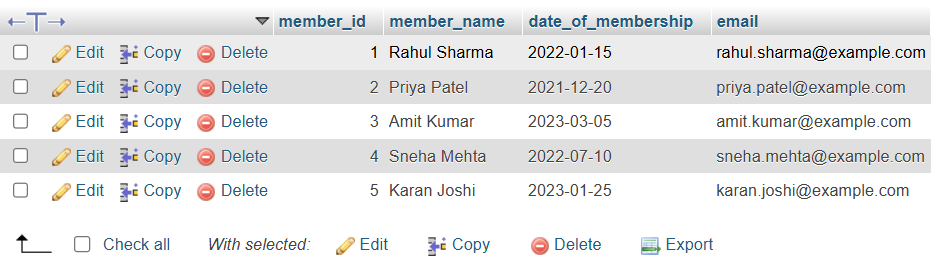 member_id member_name date_of_membership email
Edit Copy Delete 1 Rahul Sharma 2022-01-15 rahul.sharma@example.com
Edit Copy Delete 2 Priya Patel 2021-12-20 priya.patel@example.com
Edit Copy Delete 3 Amit Kumar 2023-03-05 amit.kumar@example.com
Edit Copy Delete 4 Sneha Mehta 2022-07-10 sneha.mehta@example.com
Edit Copy Delete 5 Karan Joshi 2023-01-25 karan.joshi@example.com
Check all With selected: Edit Copy Delete Export